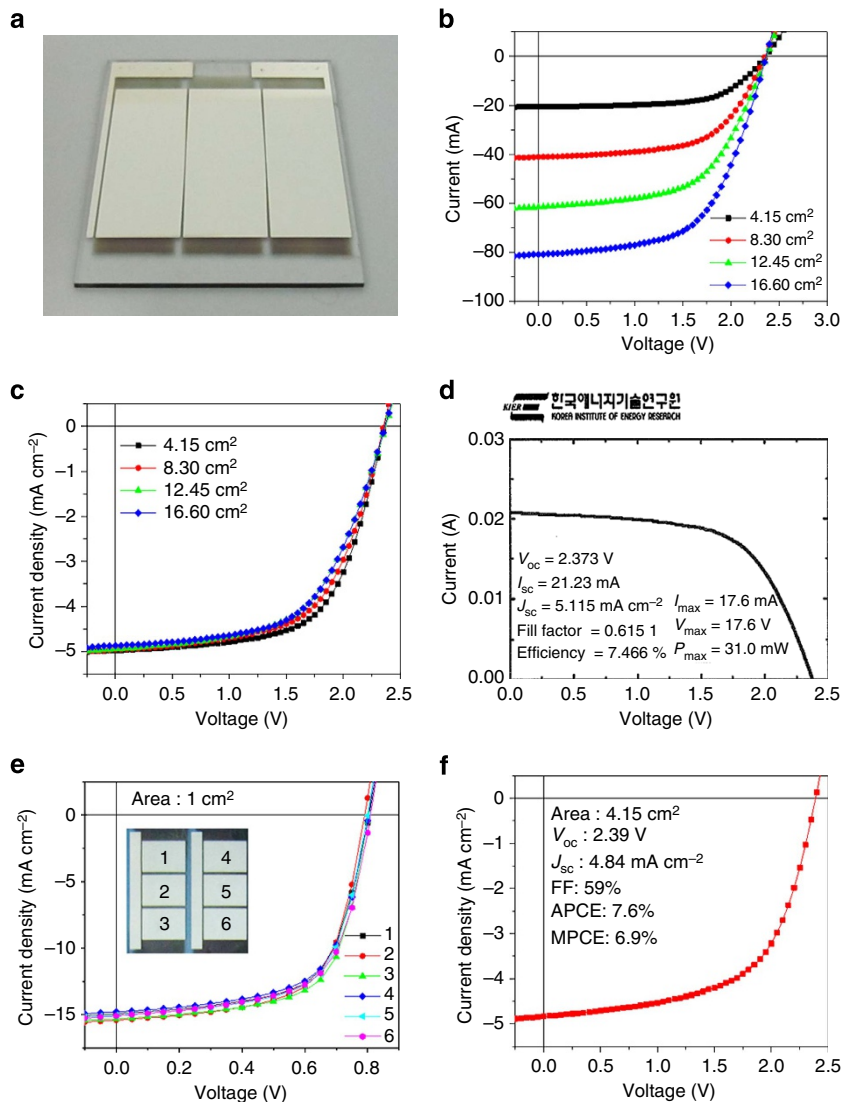 a
b
0
−20
−40
−60
−80
−100
Current (mA)
4.15 cm²
8.30 cm²
12.45 cm²
16.60 cm²
0.0 0.5 1.0 1.5 2.0 2.5 3.0
Voltage (V)
c
0
−1
−2
−3
−4
−5
Current density (mA cm⁻²)
4.15 cm²
8.30 cm²
12.45 cm²
16.60 cm²
0.0 0.5 1.0 1.5 2.0 2.5
Voltage (V)
d
KIER 한국에너지기술연구원
KOREA INSTITUTE OF ENERGY RESEARCH
0.03
0.02
0.01
0.00
Current (A)
Voc = 2.373 V
Isc = 21.23 mA
Jsc = 5.115 mA cm⁻²
Fill factor = 0.615 1
Efficiency = 7.466 %
Imax = 17.6 mA
Vmax = 17.6 V
Pmax = 31.0 mW
0.0 0.5 1.0 1.5 2.0 2.5
Voltage (V)
e
Area : 1 cm²
0
−5
−10
−15
Current density (mA cm⁻²)
1 4
2 5
3 6
1
2
3
4
5
6
0.0 0.2 0.4 0.6 0.8
Voltage (V)
f
0
−1
−2
−3
−4
−5
Current density (mA cm⁻²)
Area : 4.15 cm²
Voc : 2.39 V
Jsc : 4.84 mA cm⁻²
FF: 59%
APCE: 7.6%
MPCE: 6.9%
0.0 0.5 1.0 1.5 2.0 2.5
Voltage (V)